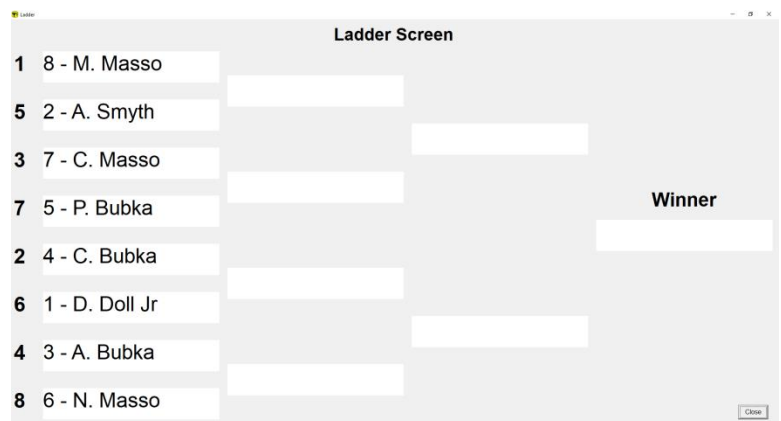 Ladder
Ladder Screen
1 8 - M. Masso
5 2 - A. Smyth
3 7 - C. Masso
7 5 - P. Bubka
Winner
2 4 - C. Bubka
6 1 - D. Doll Jr
4 3 - A. Bubka
8 6 - N. Masso
Close